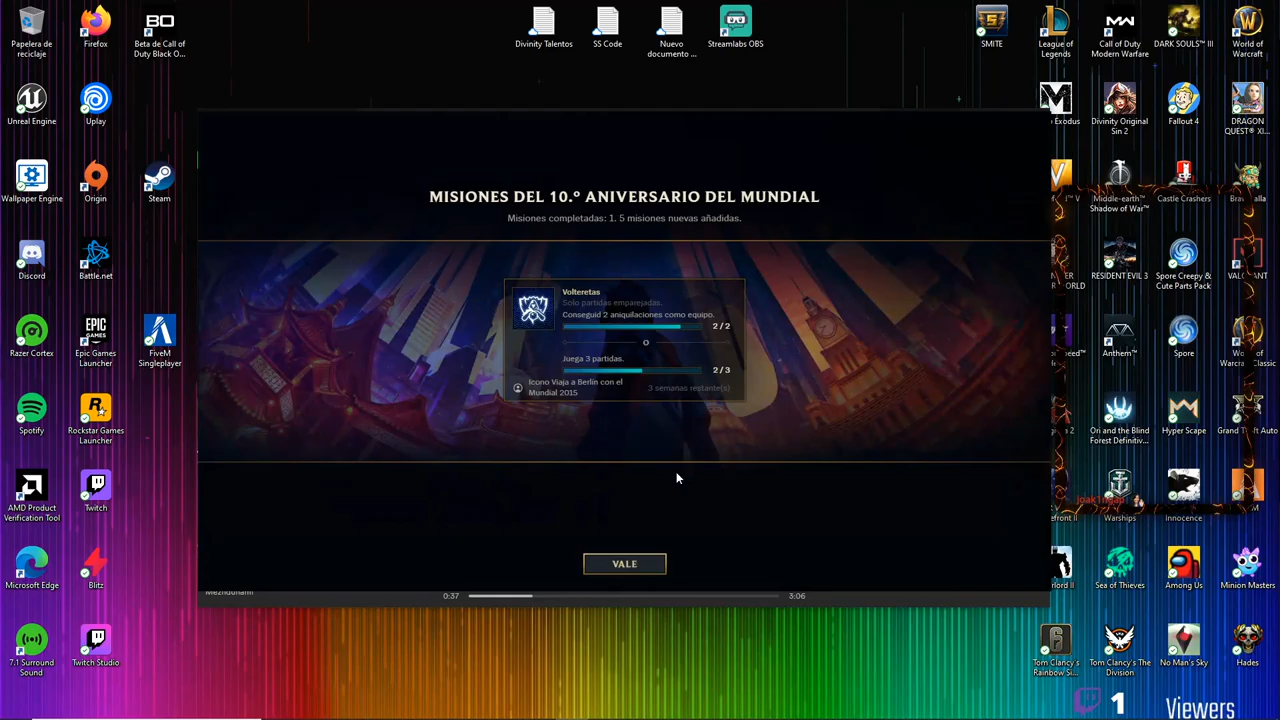 Papelera de
reciclaje
Firefox
Beta de Call of
Duty Black O...
Divinity Talentos
SS Code
Nuevo
documento ...
Streamlabs OBS
SMITE
League of
Legends
Call of Duty
Modern Warfare
DARK SOULS™ III
World of
Warcraft
Unreal Engine
Uplay
Exodus
Divinity Original
Sin 2
Fallout 4
DRAGON
QUEST® XI...
Wallpaper Engine
Origin
Steam
Middle-earth™
Shadow of War™
Castle Crashers
MISIONES DEL 10.º ANIVERSARIO DEL MUNDIAL
Misiones completadas: 1. 5 misiones nuevas añadidas.
Discord
Battle.net
RESIDENT EVIL 3
Spore Creepy &
Cute Parts Pack
Volteretas
Solo partidas emparejadas.
Conseguid 2 aniquilaciones como equipo.
2 / 2
O
Juega 3 partidas.
2 / 3
Icono Viaja a Berlín con el
Mundial 2015
3 semanas restante(s)
Razer Cortex
Epic Games
Launcher
FiveM
Singleplayer
Anthem™
Spore
World of
Warcraft Classic
Spotify
Rockstar Games
Launcher
Ori and the Blind
Forest Definitiv...
Hyper Scape
Grand Theft Auto
AMD Product
Verification Tool
Twitch
Warships
Innocence
VALE
Microsoft Edge
Blitz
Sea of Thieves
Among Us
Minion Masters
0:37
3:06
7.1 Surround
Sound
Twitch Studio
Tom Clancy's
Rainbow Si...
Tom Clancy's The
Division
No Man's Sky
Hades
1
Viewers